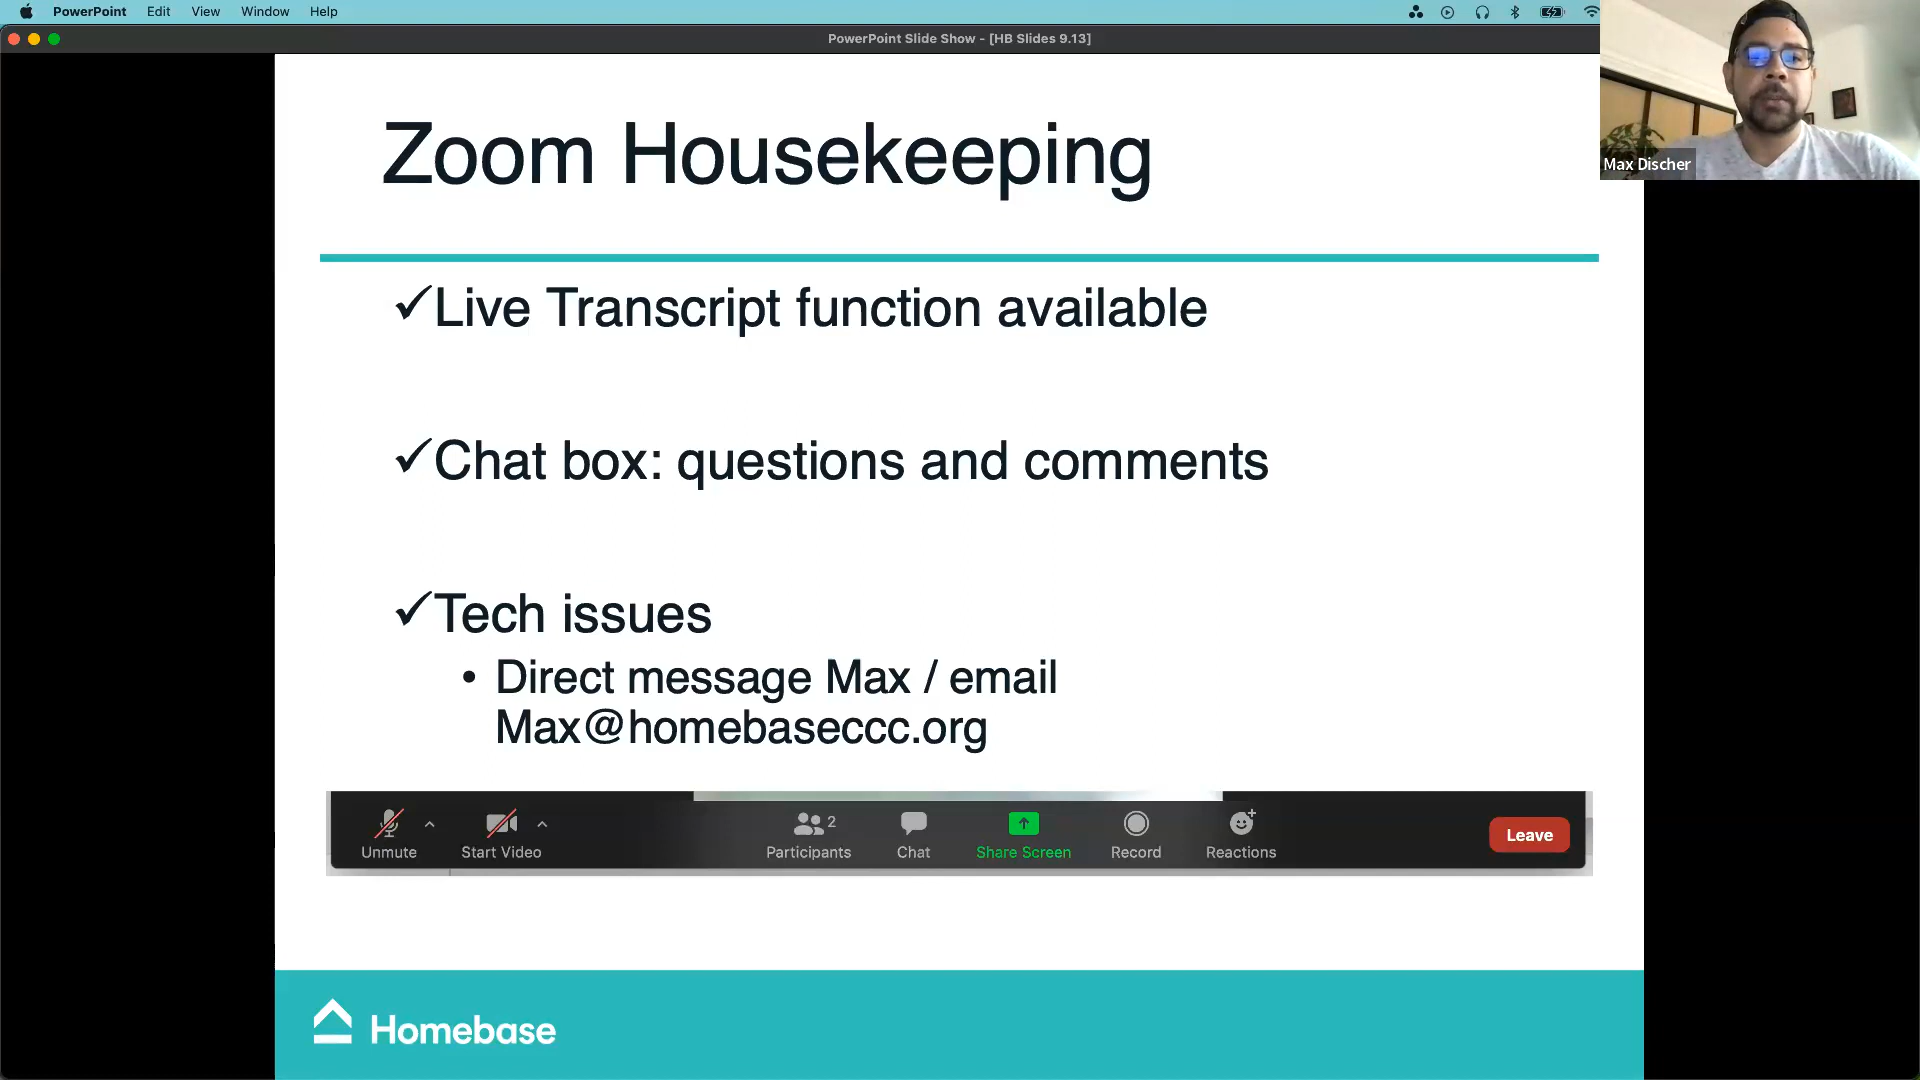 PowerPoint Edit View Window Help
PowerPoint Slide Show - [HB Slides 9.13]
Max Discher
Zoom Housekeeping
✓Live Transcript function available
✓Chat box: questions and comments
✓Tech issues
• Direct message Max / email
Max@homebaseccc.org
2
Unmute Start Video Participants Chat Share Screen Record Reactions Leave
Homebase